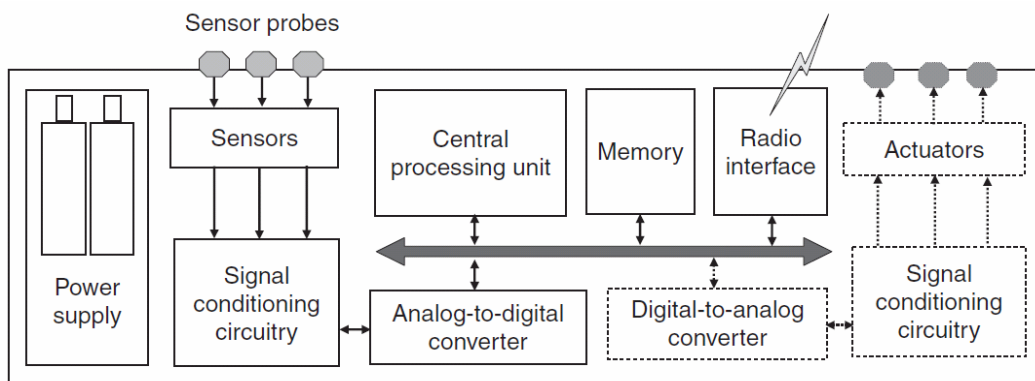 Sensor probes
Power
supply
Sensors
Signal
conditioning
circuitry
Central
processing unit
Memory
Radio
interface
Analog-to-digital
converter
Digital-to-analog
converter
Actuators
Signal
conditioning
circuitry